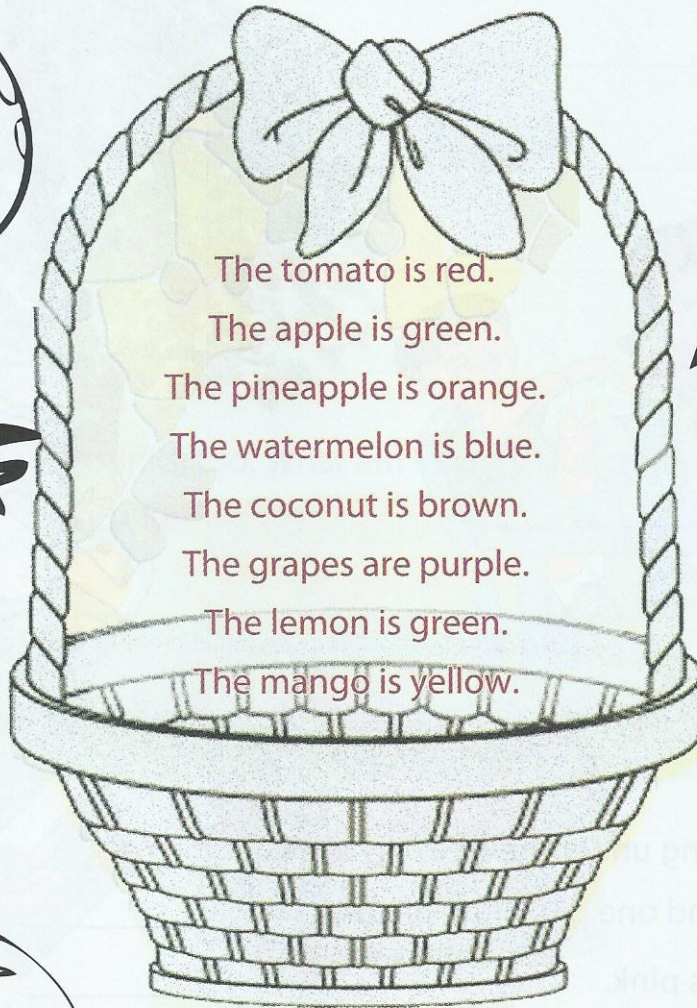 The tomato is red.
The apple is green.
The pineapple is orange.
The watermelon is blue.
The coconut is brown.
The grapes are purple.
The lemon is green.
The mango is yellow.